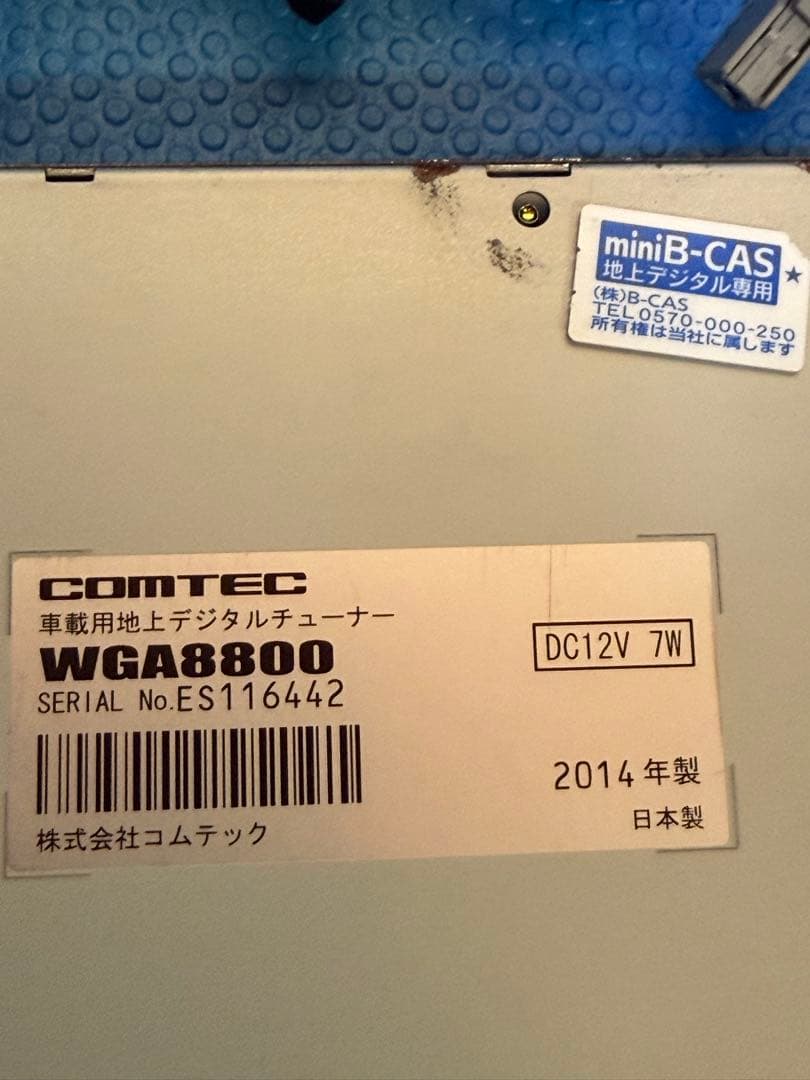 miniB-CAS
地上デジタル専用
★
(株)B-CAS
TEL0570-000-250
所有権は当社に属します
COMTEC
車載用地上デジタルチューナー
WGA8800
DC12V 7W
SERIAL No.ES116442
2014年製
日本製
株式会社コムテック